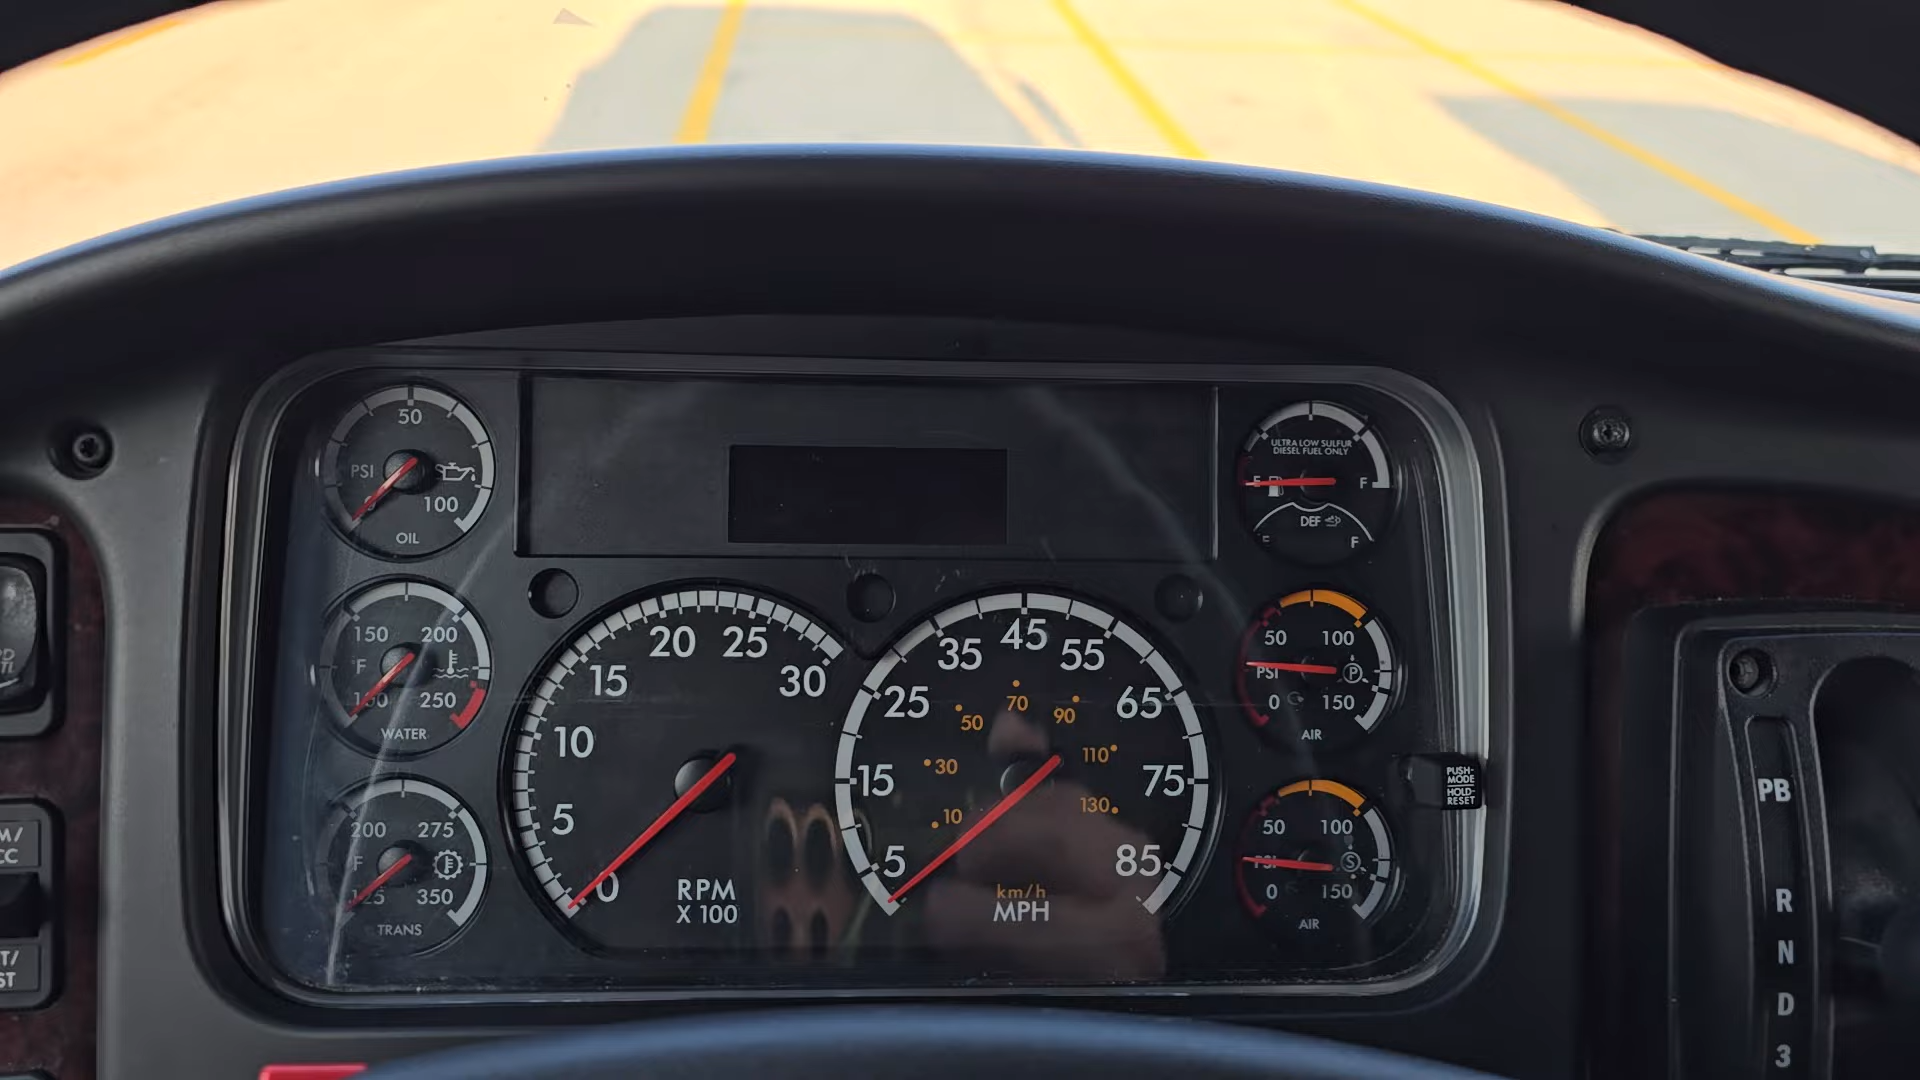 50
PSI
100
OIL
150 200
F
250
WATER
200 275
F
350
TRANS
0 5 10 15 20 25 30
RPM
X 100
5 15 25 35 45 55 65 75 85
10 30 50 70 90 110 130
km/h
MPH
ULTRA LOW SULFUR
DIESEL FUEL ONLY
E F
DEF
E F
50 100
PSI P
0 150
AIR
50 100
PSI S
0 150
AIR
PUSH-
MODE
HOLD-
RESET
PB
R
N
D
3